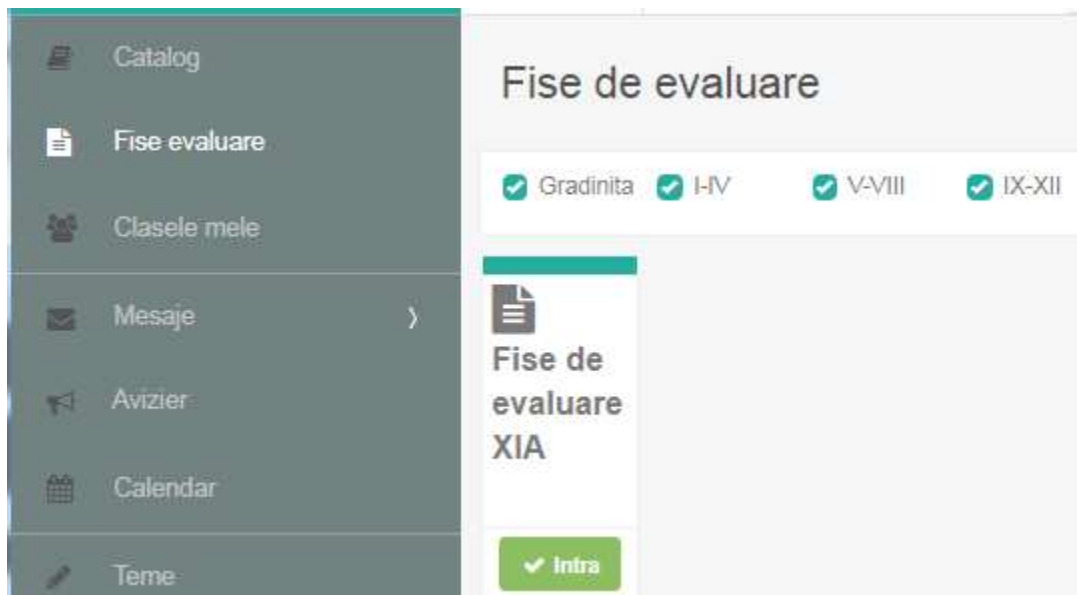 Catalog
Fise evaluare
Clasele mele
Mesaje
Avizier
Calendar
Teme
Fise de evaluare
Gradinita I-IV V-VIII IX-XII
Fise de
evaluare
XIA
Intra